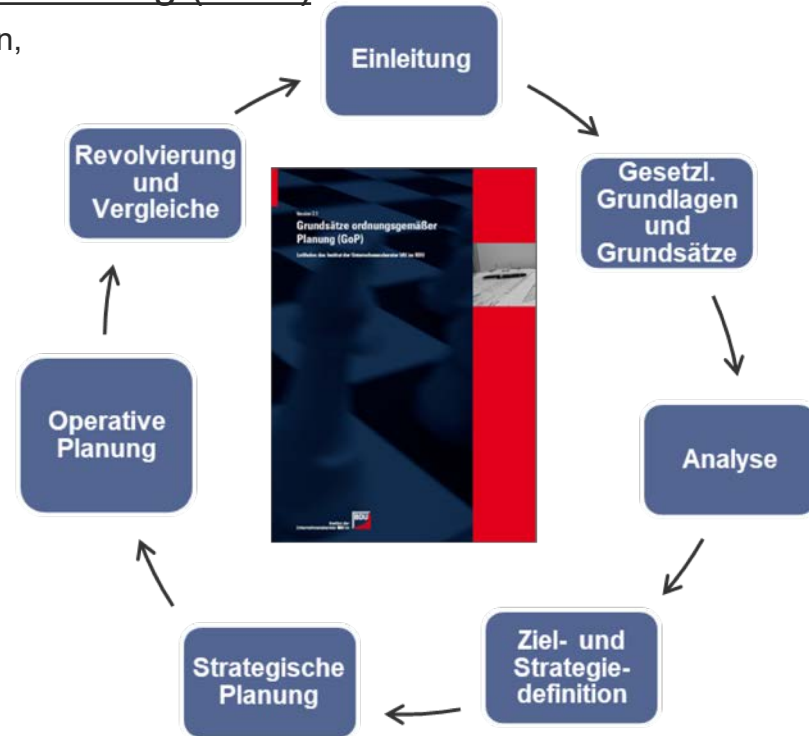 n,
Einleitung
Gesetzl.
Grundlagen
und
Grundsätze
Analyse
Ziel- und
Strategie-
definition
Strategische
Planung
Operative
Planung
Revolvierung
und
Vergleiche
Grundsätze ordnungsgemäßer
Planung (GoP)
BDU